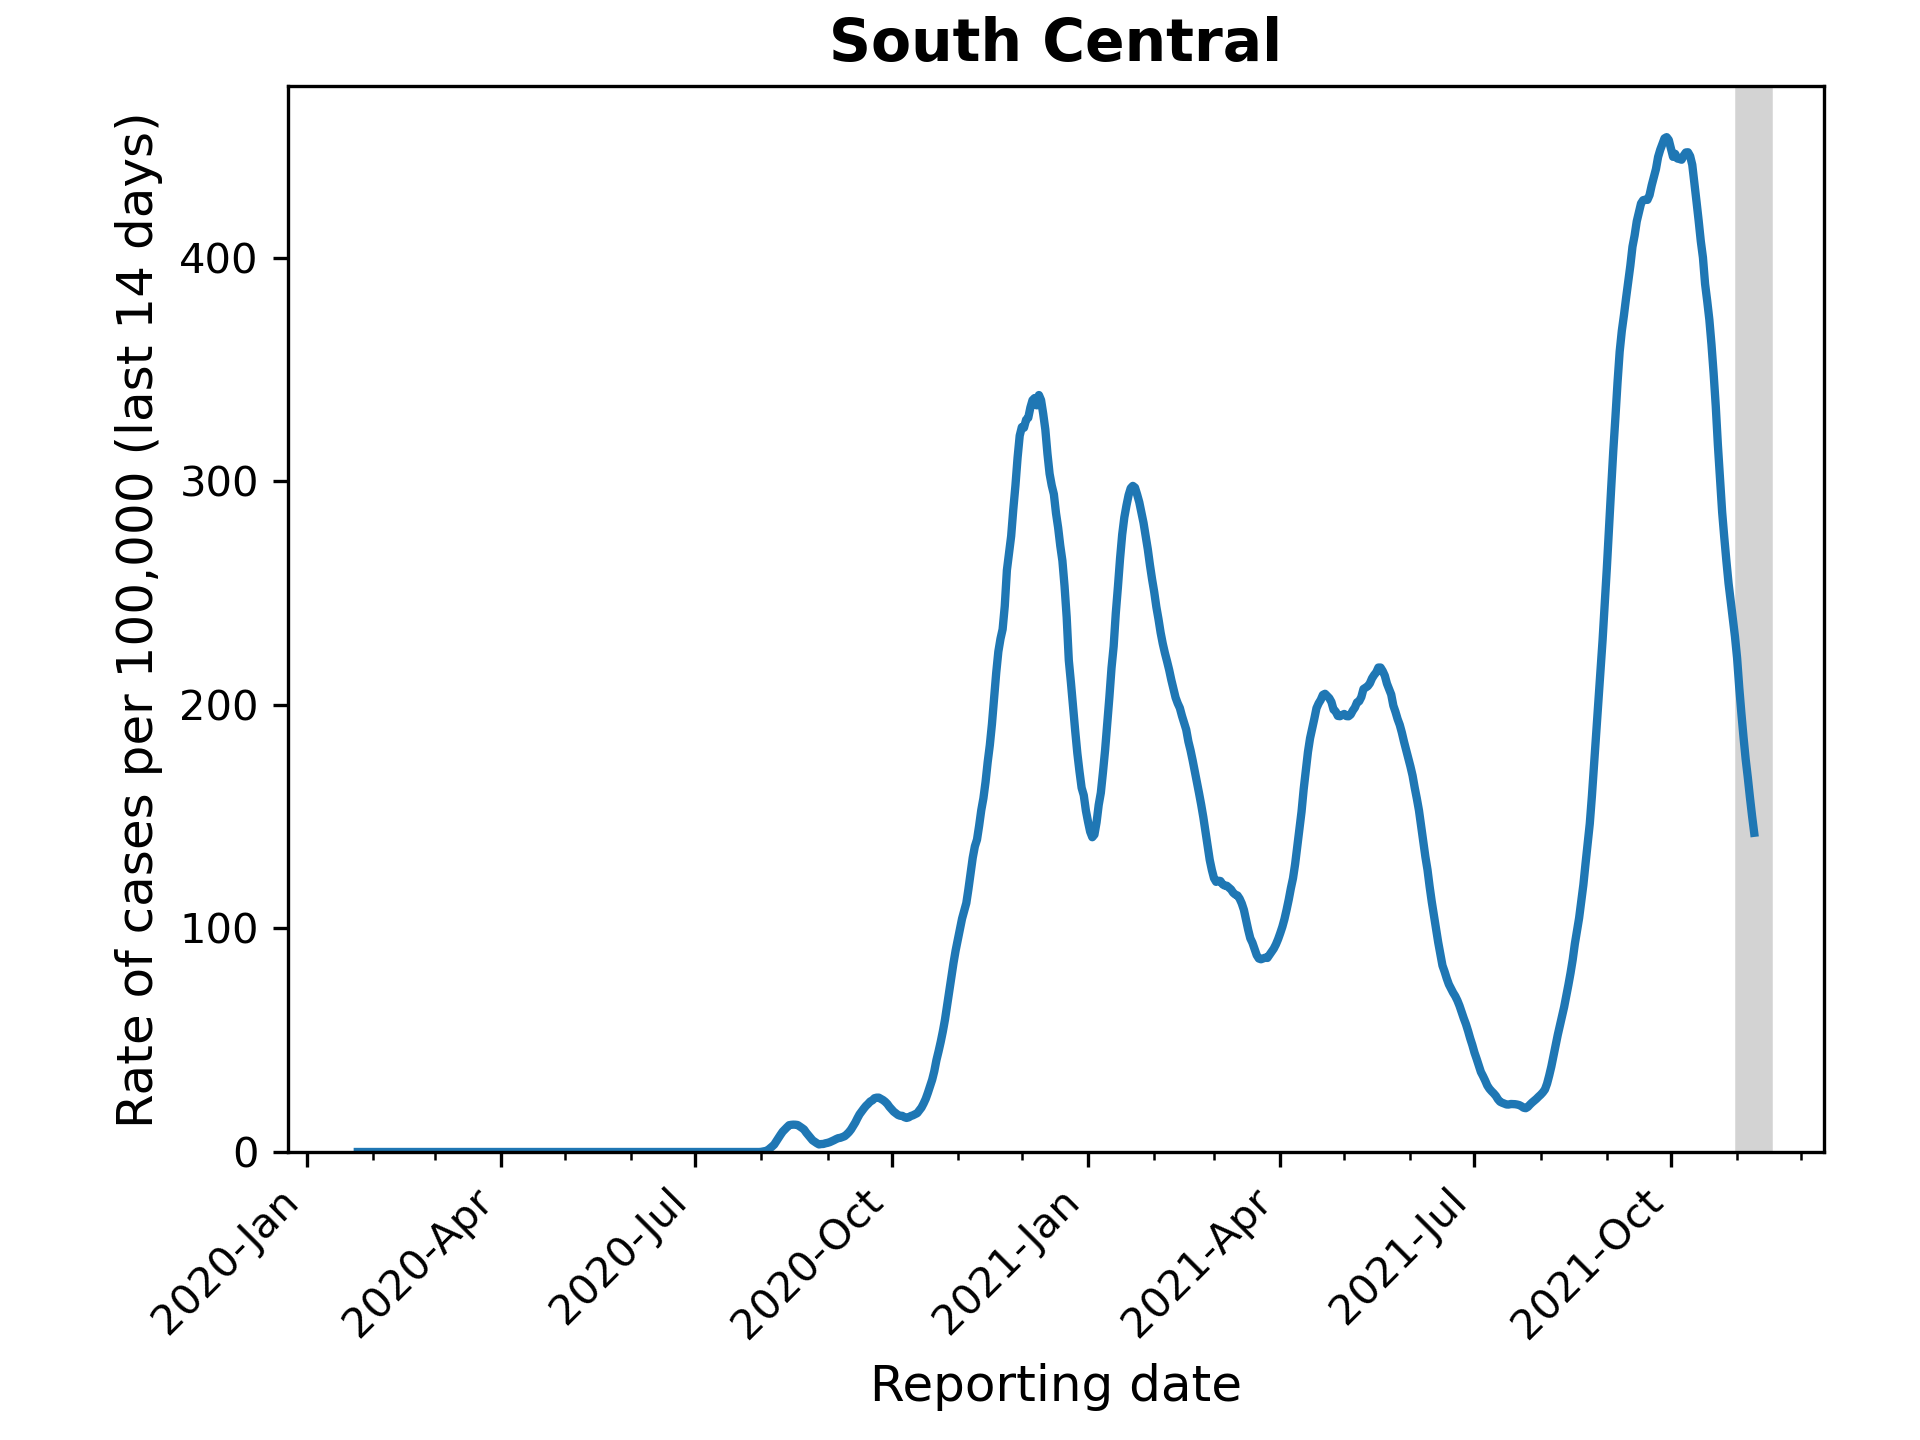 South Central
Rate of cases per 100,000 (last 14 days)
400
300
200
100
0
2020-Jan
2020-Apr
2020-Jul
2020-Oct
2021-Jan
2021-Apr
2021-Jul
2021-Oct
Reporting date